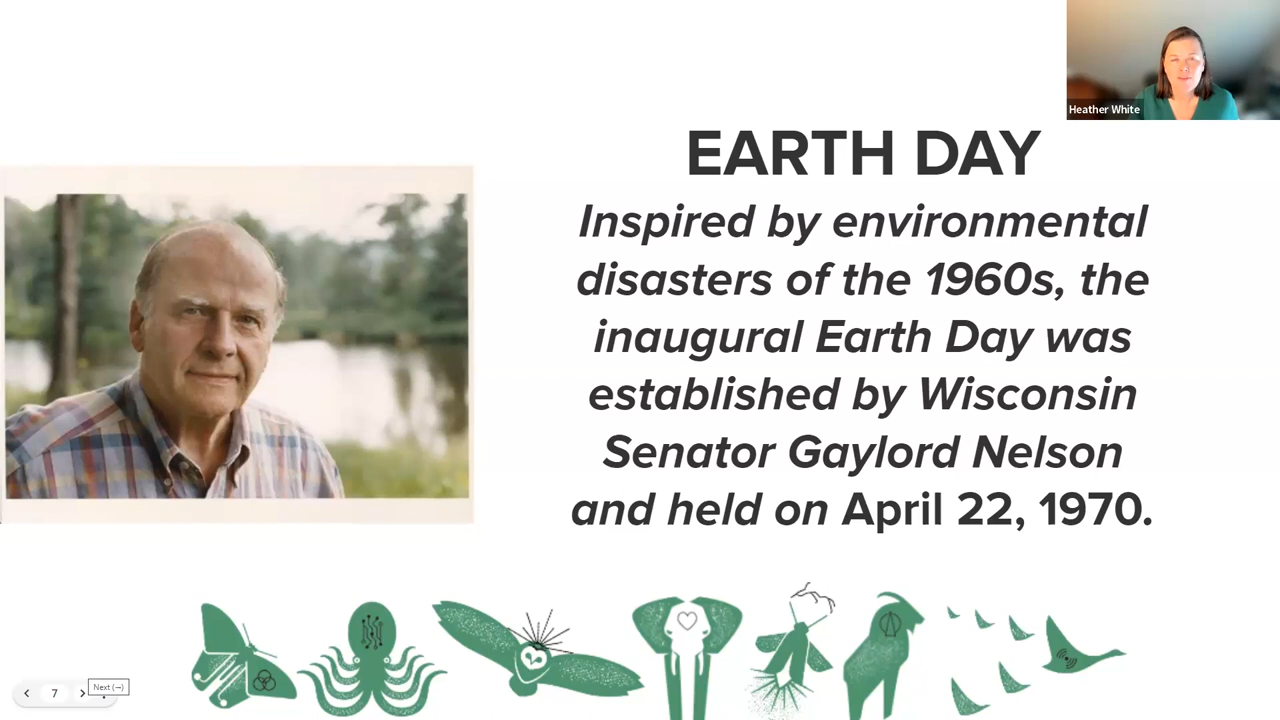 Heather White
EARTH DAY
Inspired by environmental
disasters of the 1960s, the
inaugural Earth Day was
established by Wisconsin
Senator Gaylord Nelson
and held on April 22, 1970.
7
Next (→)